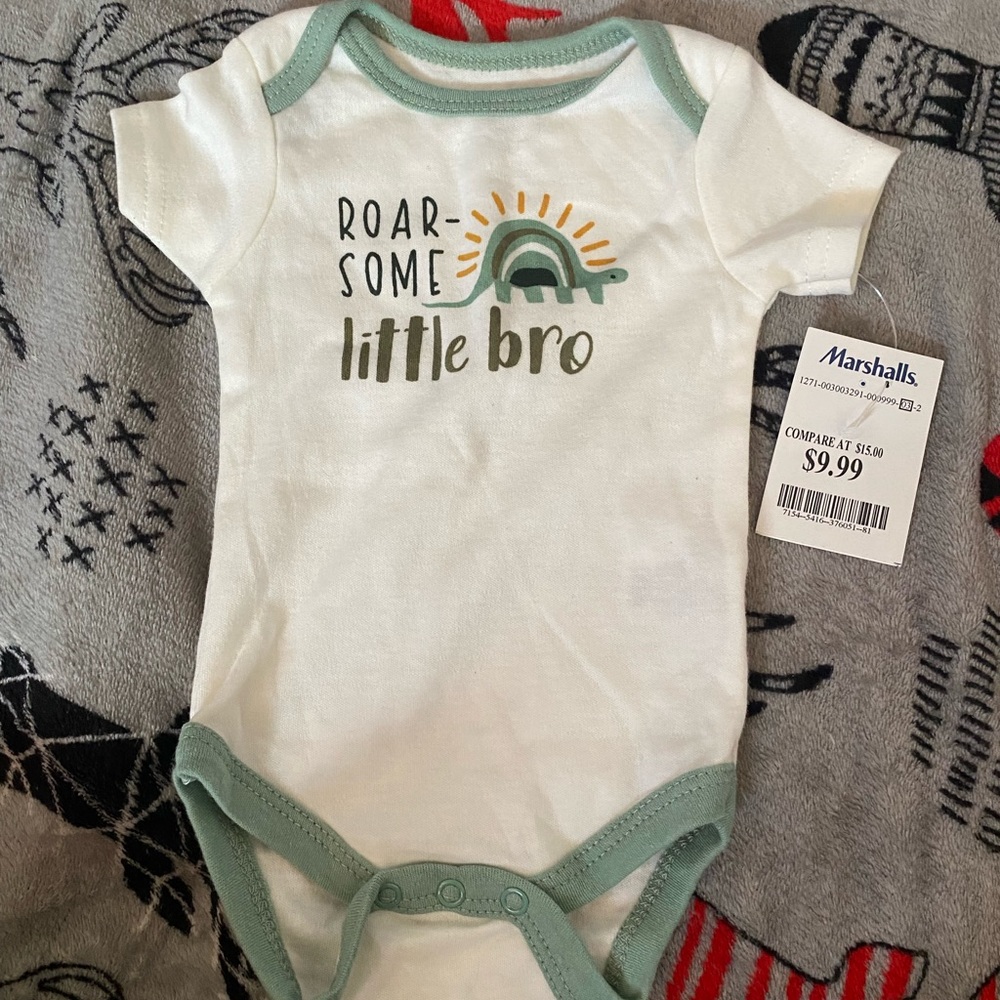 ROAR-
SOME
little bro
Marshalls.
1271-003003291-000999-03-2
COMPARE AT $15.00
$9.99
7154-5416-376051-81